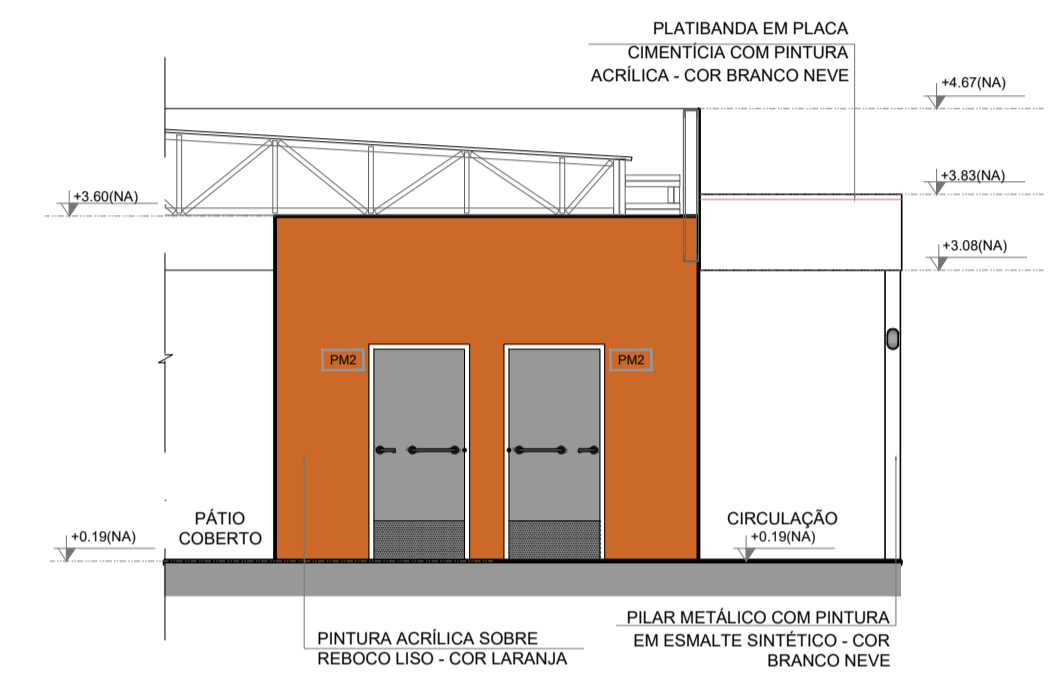 PLATIBANDA EM PLACA
CIMENTÍCIA COM PINTURA
ACRÍLICA - COR BRANCO NEVE
+4.67(NA)
+3.83(NA)
+3.60(NA)
+3.08(NA)
PM2
PM2
PÁTIO
COBERTO
+0.19(NA)
CIRCULAÇÃO
+0.19(NA)
PINTURA ACRÍLICA SOBRE
REBOCO LISO - COR LARANJA
PILAR METÁLICO COM PINTURA
EM ESMALTE SINTÉTICO - COR
BRANCO NEVE